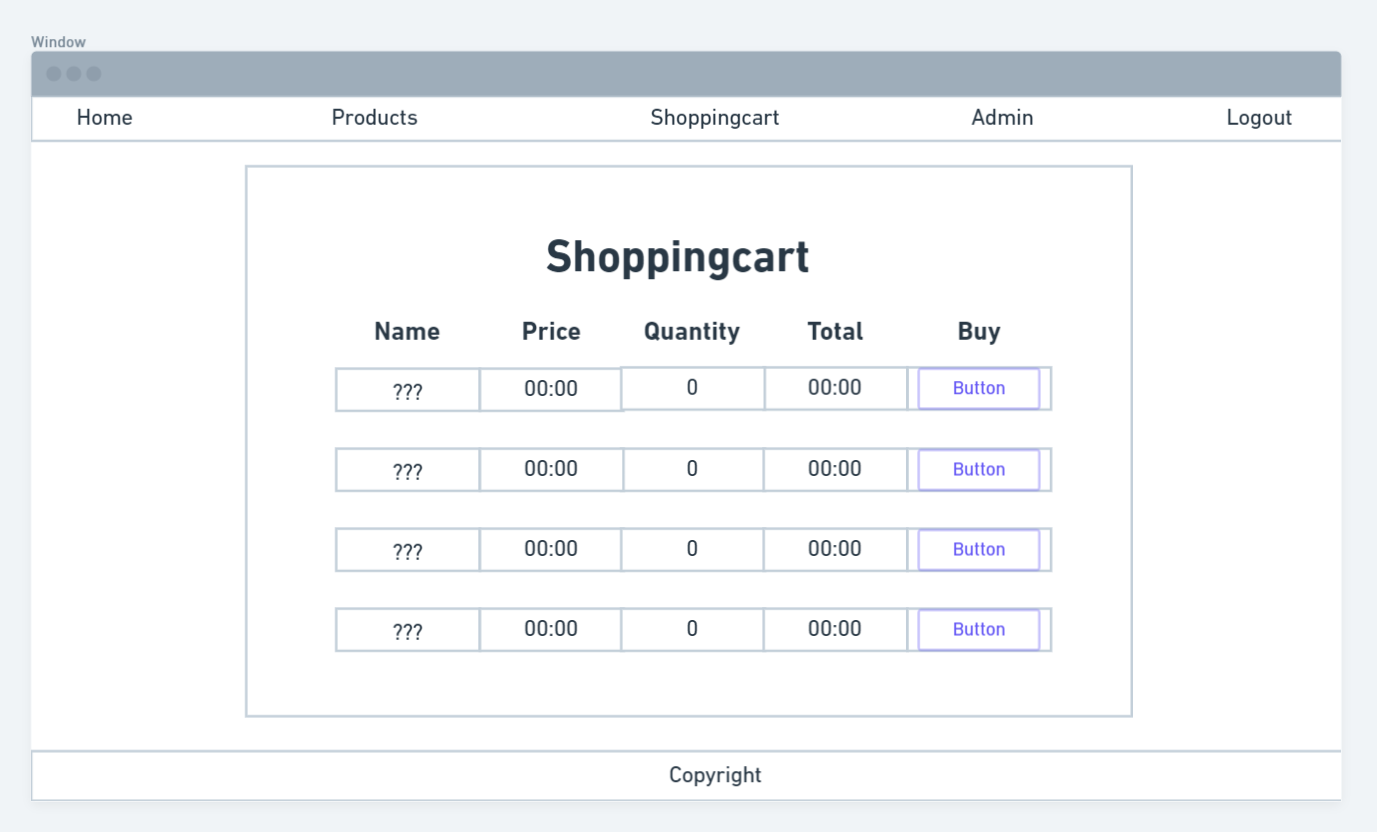 Window
Home Products Shoppingcart Admin Logout
Shoppingcart
Name Price Quantity Total Buy
??? 00:00 0 00:00 Button
??? 00:00 0 00:00 Button
??? 00:00 0 00:00 Button
??? 00:00 0 00:00 Button
Copyright